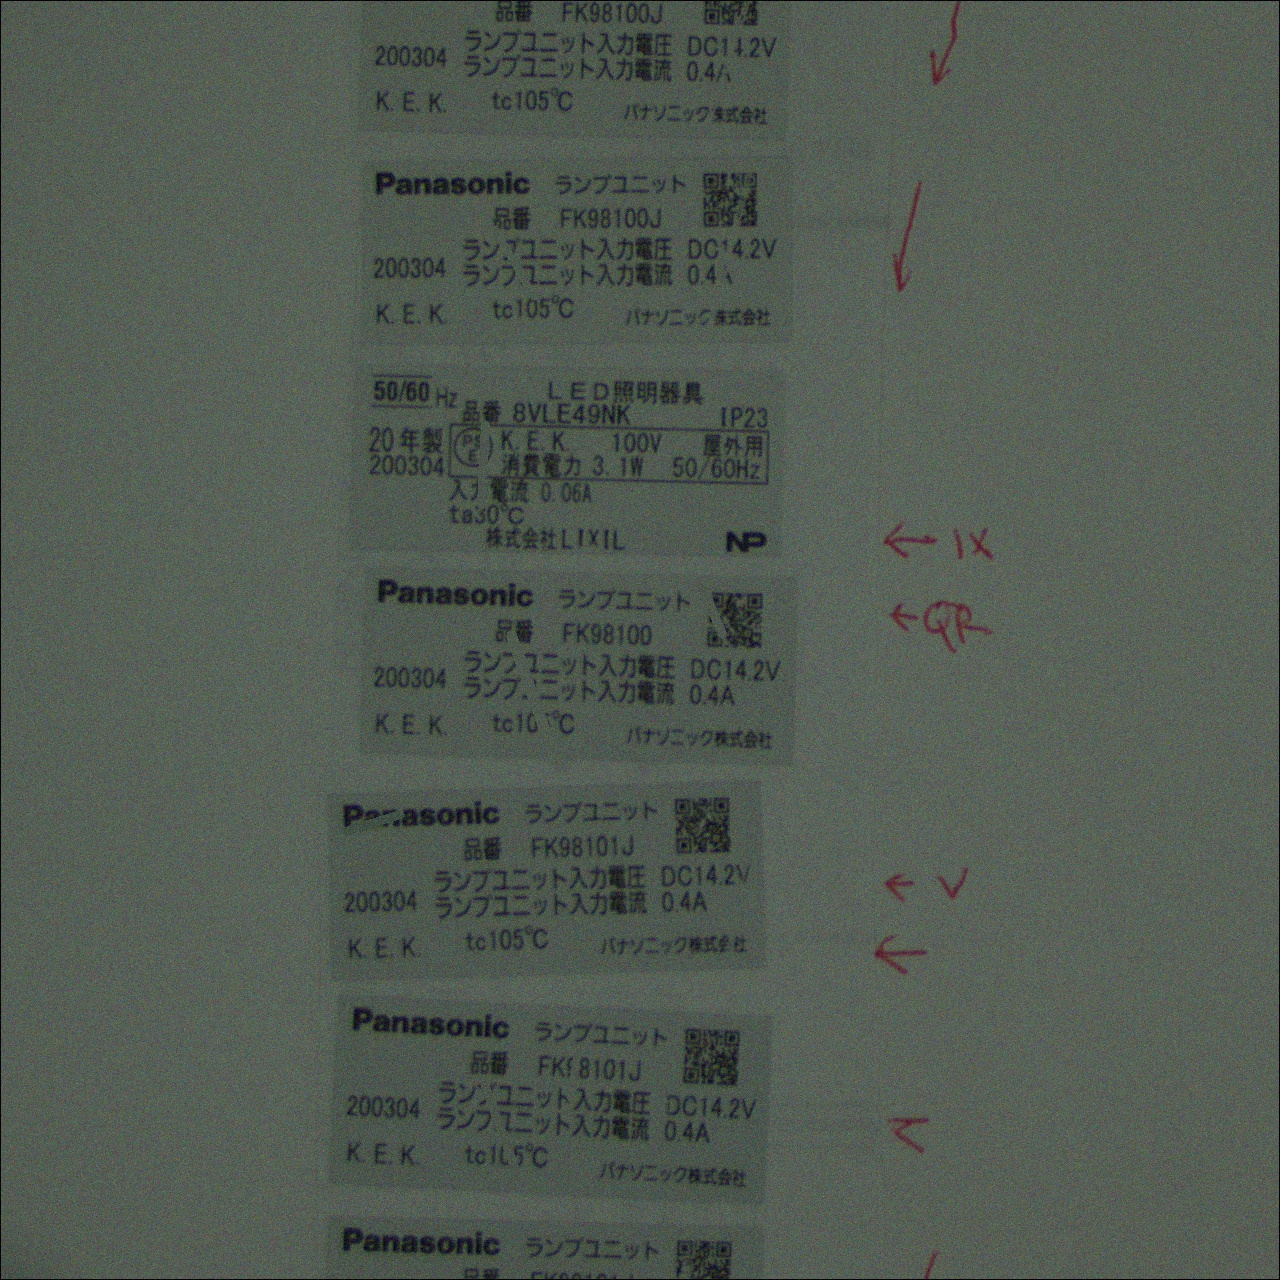 品番 FK98100J
ランプユニット入力電圧 DC14.2V
200304 ランプユニット入力電流 0.4A
K.E.K. tc105℃ パナソニック株式会社
Panasonic ランプユニット
品番 FK98100J
ランプユニット入力電圧 DC14.2V
200304 ランプユニット入力電流 0.4
K.E.K. tc105℃ パナソニック株式会社
50/60 Hz LED照明器具
品番 8VLE49NK IP23
20年製 PSE K.E.K. 100V 屋外用
200304 消費電力 3.1W 50/60Hz
入力電流 0.06A
ta30℃
株式会社LIXIL NP
← IX
Panasonic ランプユニット
← QR
品番 FK98100
ランプユニット入力電圧 DC14.2V
200304 ランプユニット入力電流 0.4A
K.E.K. tc105℃ パナソニック株式会社
Panasonic ランプユニット
品番 FK98101J
ランプユニット入力電圧 DC14.2V
← V
200304 ランプユニット入力電流 0.4A
K.E.K. tc105℃ パナソニック株式会社
Panasonic ランプユニット
品番 FK98101J
ランプユニット入力電圧 DC14.2V
200304 ランプユニット入力電流 0.4A
K.E.K. tc105℃ パナソニック株式会社
Panasonic ランプユニット